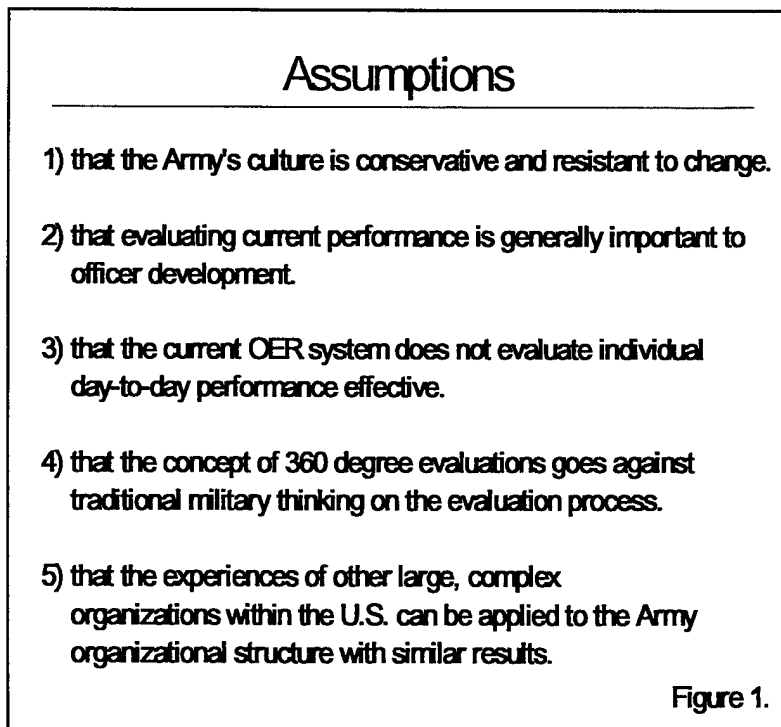 Assumptions
1) that the Army's culture is conservative and resistant to change.
2) that evaluating current performance is generally important to
officer development.
3) that the current OER system does not evaluate individual
day-to-day performance effective.
4) that the concept of 360 degree evaluations goes against
traditional military thinking on the evaluation process.
5) that the experiences of other large, complex
organizations within the U.S. can be applied to the Army
organizational structure with similar results.
Figure 1.